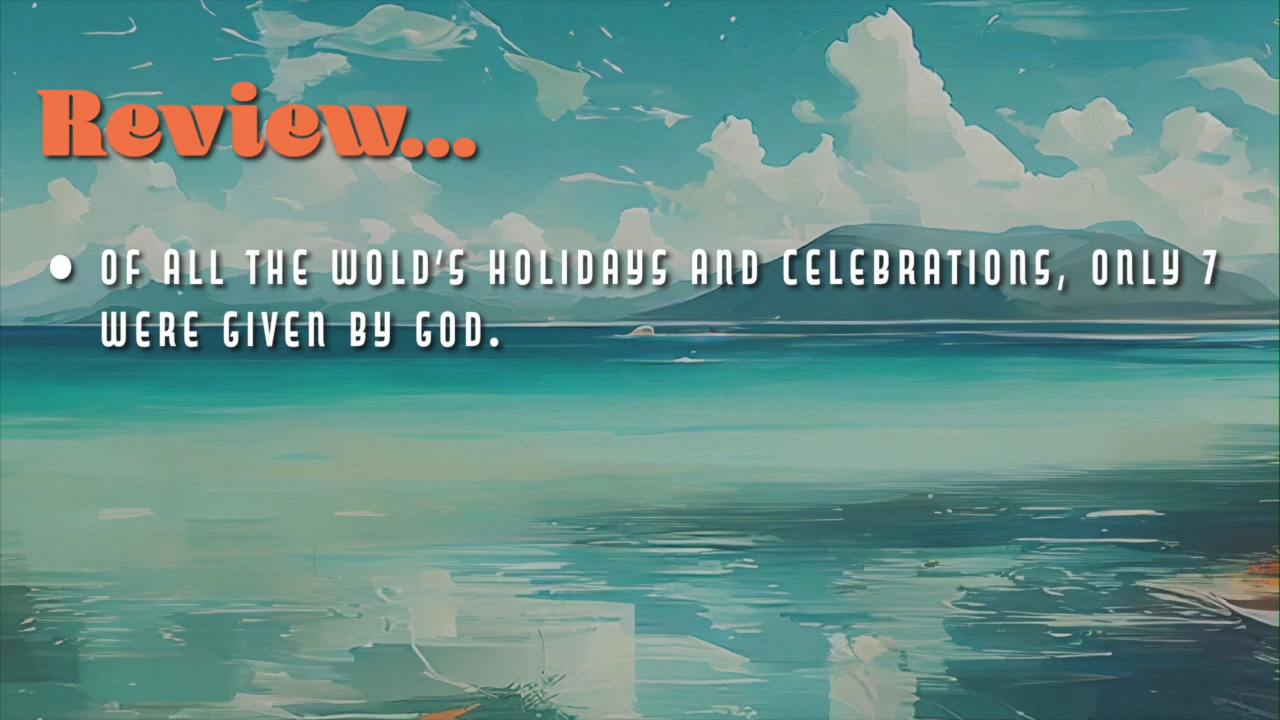 Review...
• OF ALL THE WOLD'S HOLIDAYS AND CELEBRATIONS, ONLY 7
WERE GIVEN BY GOD.